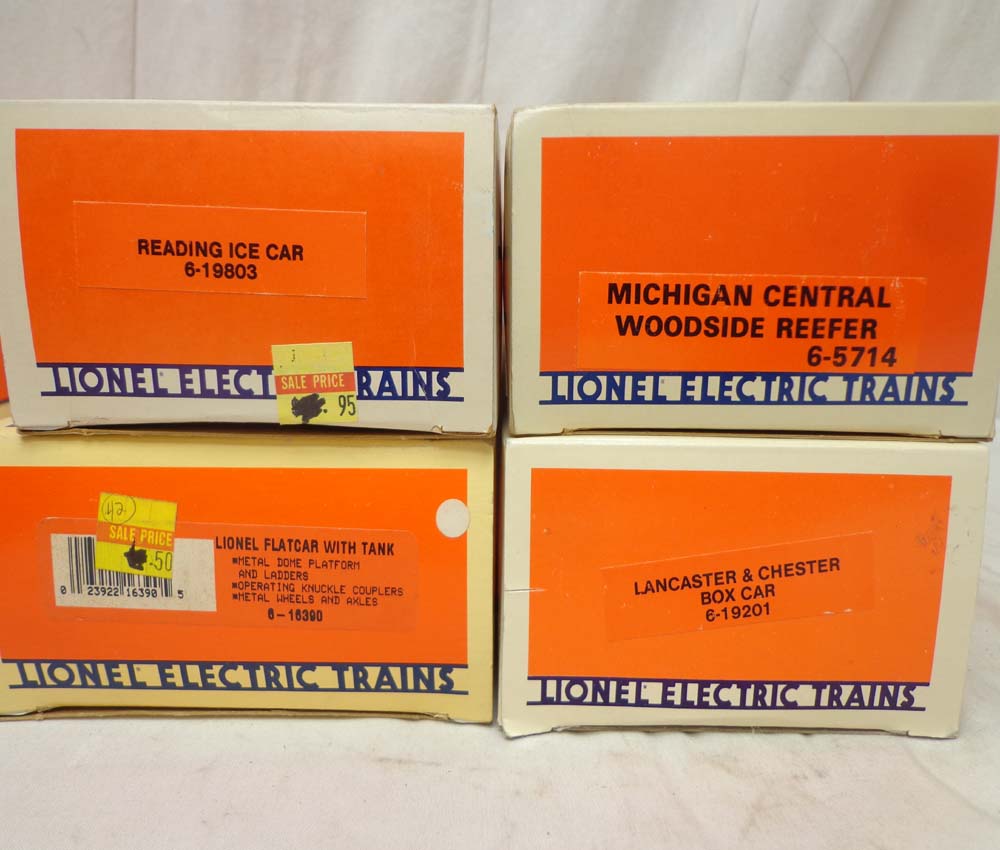 READING ICE CAR
6-19803
SALE PRICE
95
LIONEL ELECT RAINS
MICHIGAN CENTRAL
WOODSIDE REEFER
6-5714
LIONEL ELECTRIC TRAINS
42
SALE PRICE
.50
0 23922 16390 5
LIONEL FLATCAR WITH TANK
■METAL DOME PLATFORM
AND LADDERS
■OPERATING KNUCKLE COUPLERS
■METAL WHEELS AND AXLES
6-16390
LIONEL ELECTRIC TRAINS
LANCASTER & CHESTER
BOX CAR
6-19201
LIONEL ELECTRIC TRAINS